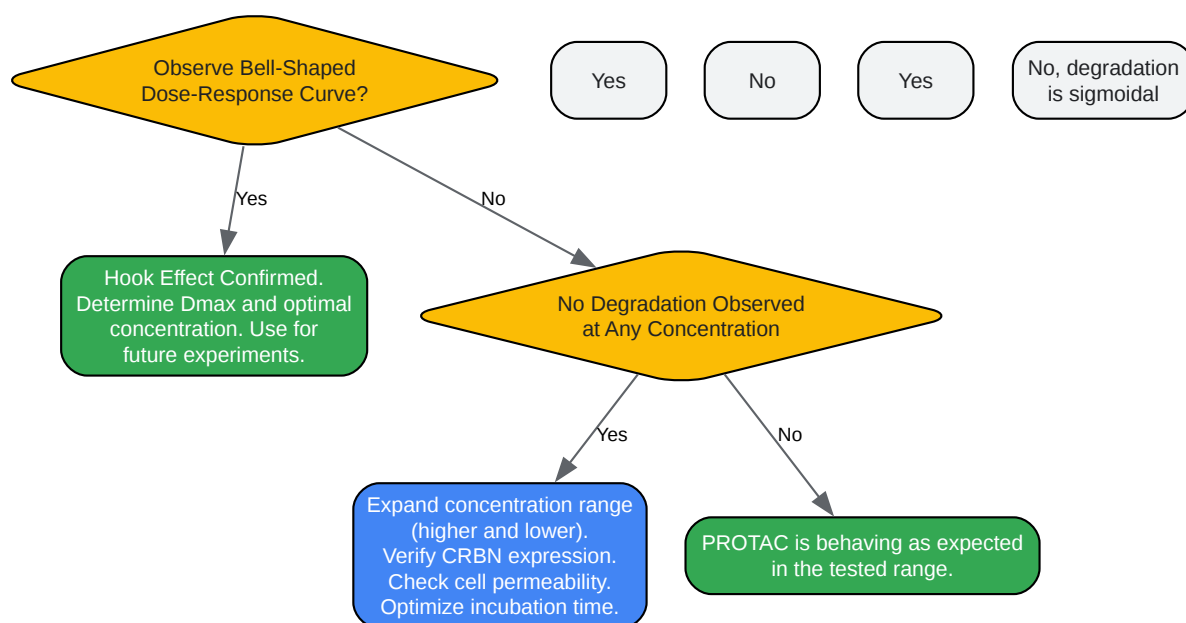 Observe Bell-Shaped
Dose-Response Curve?
Yes
No
Yes
No, degradation
is sigmoidal
Yes
No
Hook Effect Confirmed.
Determine Dmax and optimal
concentration. Use for
future experiments.
No Degradation Observed
at Any Concentration
Yes
No
Expand concentration range
(higher and lower).
Verify CRBN expression.
Check cell permeability.
Optimize incubation time.
PROTAC is behaving as expected
in the tested range.